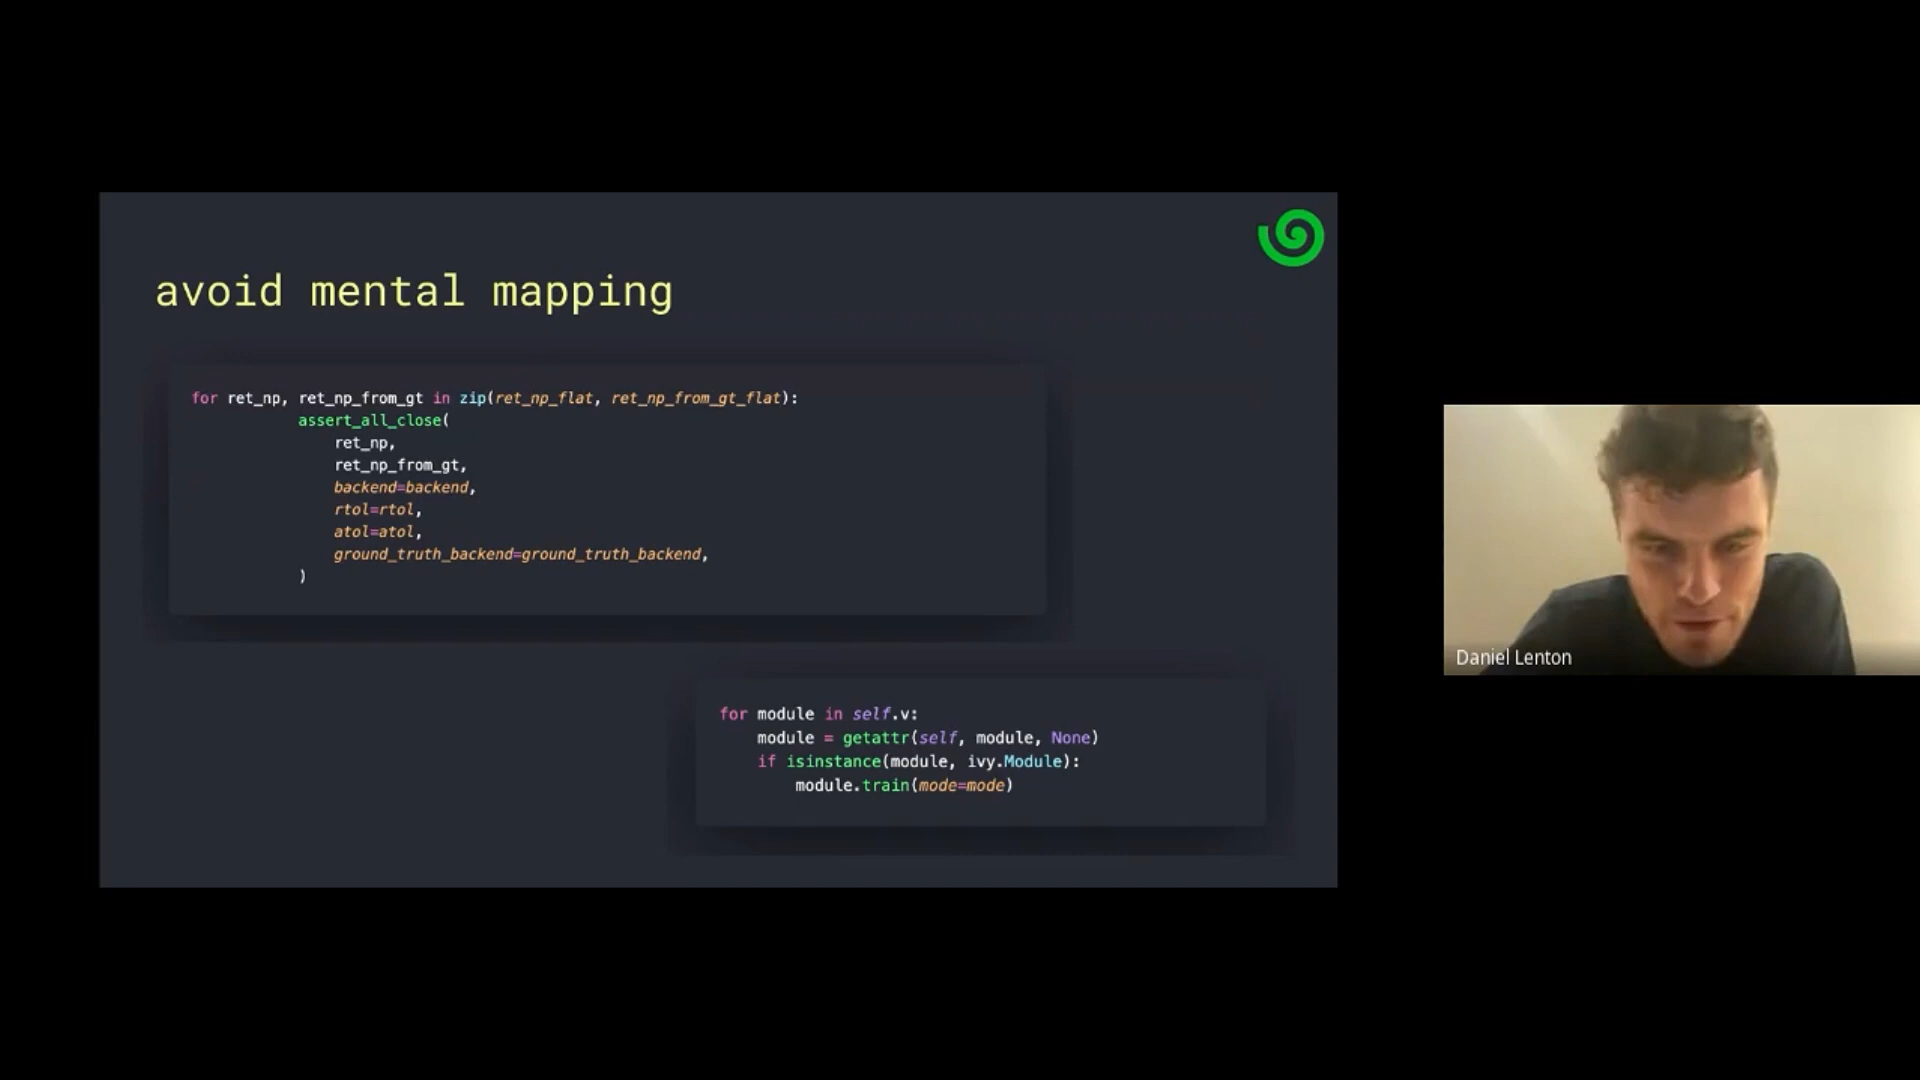 avoid mental mapping
for ret_np, ret_np_from_gt in zip(ret_np_flat, ret_np_from_gt_flat):
assert_all_close(
ret_np,
ret_np_from_gt,
backend=backend,
rtol=rtol,
atol=atol,
ground_truth_backend=ground_truth_backend,
)
for module in self.v:
module = getattr(self, module, None)
if isinstance(module, ivy.Module):
module.train(mode=mode)
Daniel Lenton